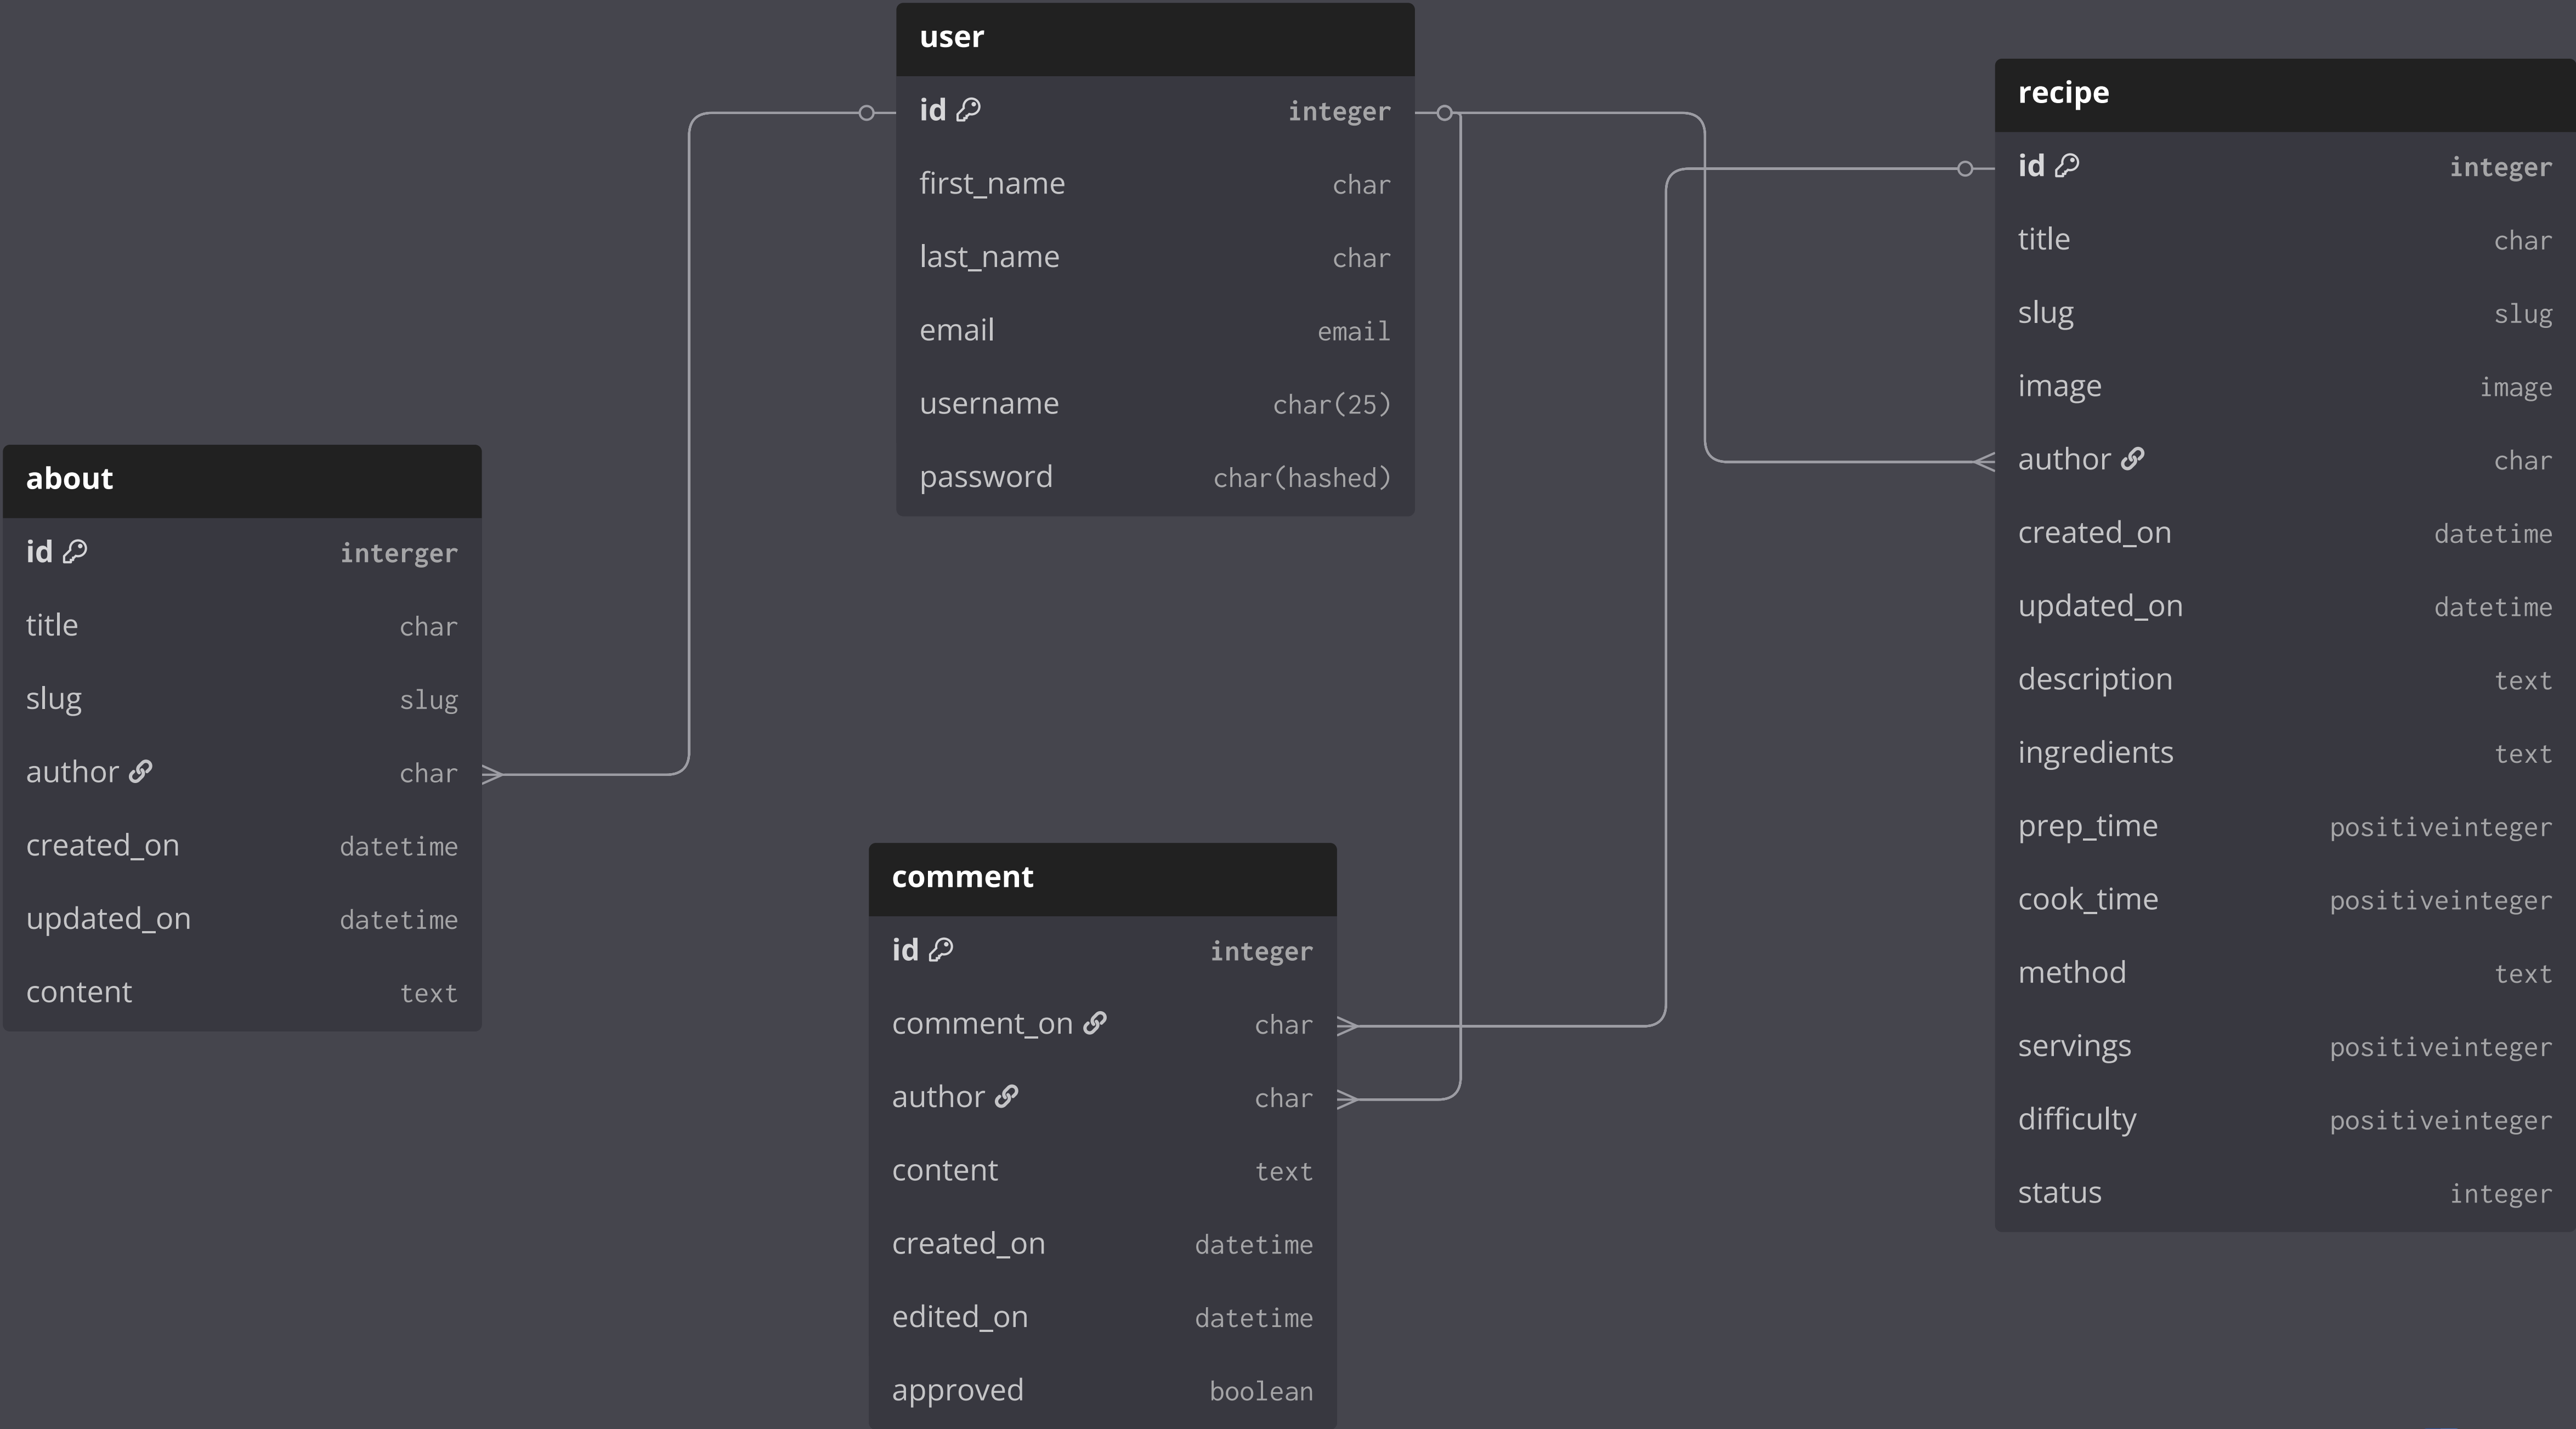 user
id integer
first_name char
last_name char
email email
username char(25)
password char(hashed)
recipe
id integer
title char
slug slug
image image
author char
created_on datetime
updated_on datetime
description text
ingredients text
prep_time positiveinteger
cook_time positiveinteger
method text
servings positiveinteger
difficulty positiveinteger
status integer
about
id interger
title char
slug slug
author char
created_on datetime
updated_on datetime
content text
comment
id integer
comment_on char
author char
content text
created_on datetime
edited_on datetime
approved boolean